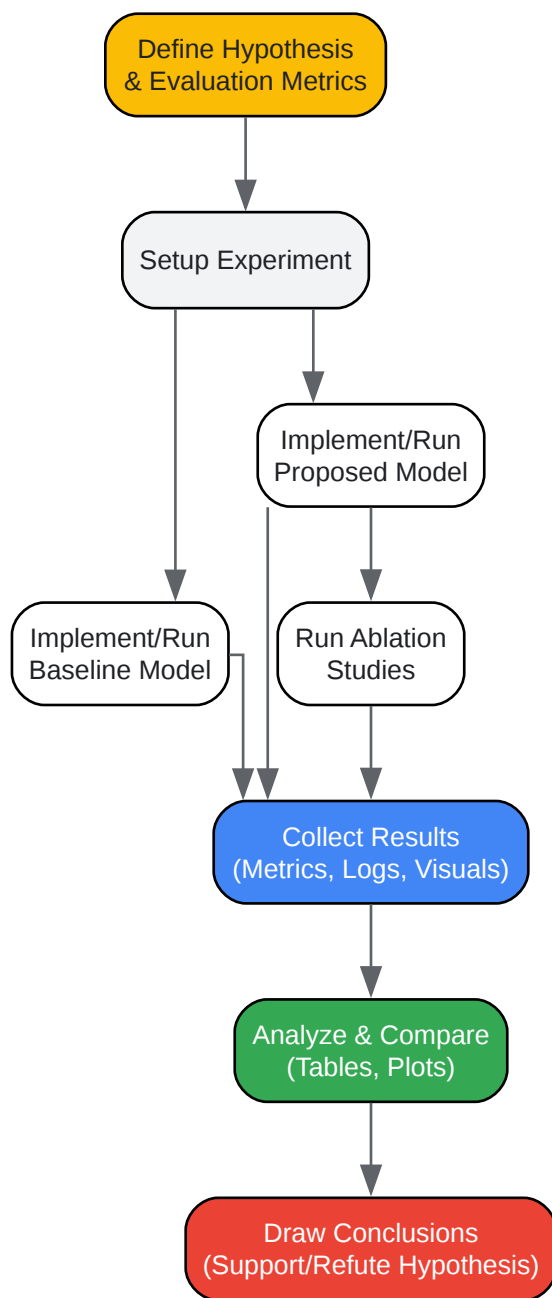 Define Hypothesis
& Evaluation Metrics
Setup Experiment
Implement/Run
Proposed Model
Implement/Run
Baseline Model
Run Ablation
Studies
Collect Results
(Metrics, Logs, Visuals)
Analyze & Compare
(Tables, Plots)
Draw Conclusions
(Support/Refute Hypothesis)